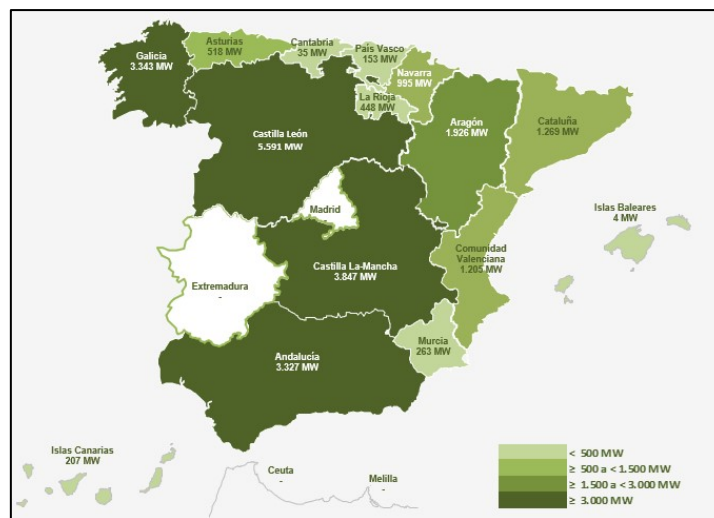 Galicia
3.343 MW
Asturias
518 MW
Cantabria
35 MW
País Vasco
153 MW
Navarra
995 MW
La Rioja
448 MW
Castilla León
5.591 MW
Aragón
1.926 MW
Cataluña
1.269 MW
Islas Baleares
4 MW
Madrid
-
Comunidad
Valenciana
1.205 MW
Extremadura
-
Castilla La-Mancha
3.847 MW
Murcia
263 MW
Andalucía
3.327 MW
Islas Canarias
207 MW
Ceuta
-
Melilla
-
< 500 MW
≥ 500 a < 1.500 MW
≥ 1.500 a < 3.000 MW
≥ 3.000 MW